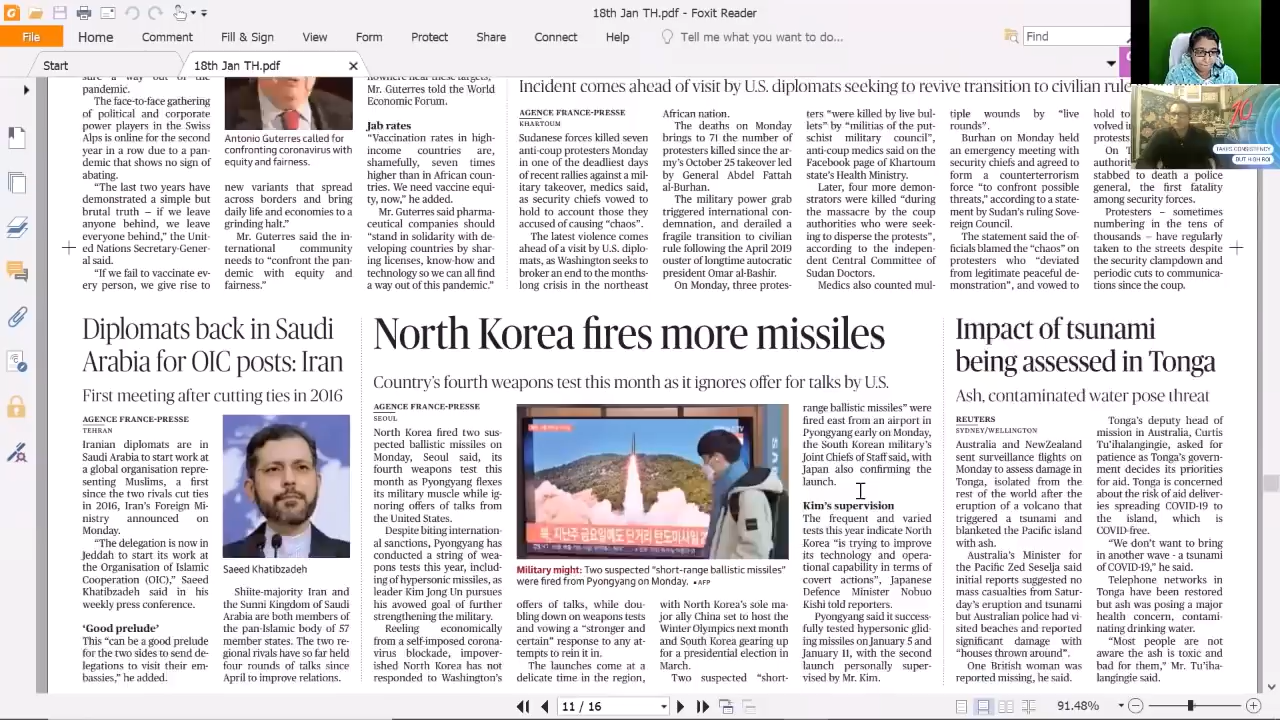 18th Jan TH.pdf - Foxit Reader
File Home Comment Fill & Sign View Form Protect Share Connect Help Tell me what you want to do... Find
Start 18th Jan TH.pdf
pandemic.
The face-to-face gathering
of political and corporate
power players in the Swiss
Alps is online for the second
year in a row due to a pan-
demic that shows no sign of
abating.
"The last two years have
demonstrated a simple but
brutal truth – if we leave
anyone behind, we leave
everyone behind," the Unit-
ed Nations Secretary-Gener-
al said.
"If we fail to vaccinate ev-
ery person, we give rise to
Antonio Guterres called for
confronting coronavirus with
equity and fairness.
new variants that spread
across borders and bring
daily life and economies to a
grinding halt."
Mr. Guterres said the in-
ternational community
needs to "confront the pan-
demic with equity and
fairness."
nowhere near these targets,"
Mr. Guterres told the World
Economic Forum.
Jab rates
"Vaccination rates in high-
income countries are,
shamefully, seven times
higher than in African coun-
tries. We need vaccine equi-
ty, now," he added.
Mr. Guterres said pharma-
ceutical companies should
"stand in solidarity with de-
veloping countries by shar-
ing licenses, know-how and
technology so we can all find
a way out of this pandemic."
Incident comes ahead of visit by U.S. diplomats seeking to revive transition to civilian rule
AGENCE FRANCE-PRESSE
KHARTOUM
Sudanese forces killed seven
anti-coup protesters Monday
in one of the deadliest days
of recent rallies against a mil-
itary takeover, medics said,
as security chiefs vowed to
hold to account those they
accused of causing "chaos".
The latest violence comes
ahead of a visit by U.S. diplo-
mats, as Washington seeks to
broker an end to the months-
long crisis in the northeast
African nation.
The deaths on Monday
brings to 71 the number of
protesters killed since the ar-
my's October 25 takeover led
by General Abdel Fattah
al-Burhan.
The military power grab
triggered international con-
demnation, and derailed a
fragile transition to civilian
rule following the April 2019
ouster of longtime autocratic
president Omar al-Bashir.
On Monday, three protes-
ters "were killed by live bul-
lets" by "militias of the put-
schist military council",
anti-coup medics said on the
Facebook page of Khartoum
state's Health Ministry.
Later, four more demon-
strators were killed "during
the massacre by the coup
authorities who were seek-
ing to disperse the protests",
according to the indepen-
dent Central Committee of
Sudan Doctors.
Medics also counted mul-
tiple wounds by "live
rounds".
Burhan on Monday held
an emergency meeting with
security chiefs and agreed to
form a counterterrorism
force "to confront possible
threats," according to a state-
ment by Sudan's ruling Sove-
reign Council.
The statement said the of-
ficials blamed the "chaos" on
protesters who "deviated
from legitimate peaceful de-
monstration", and vowed to
hold to
volved i
protests
On T
authorit
stabbed to death a police
general, the first fatality
among security forces.
Protesters – sometimes
numbering in the tens of
thousands – have regularly
taken to the streets despite
the security clampdown and
periodic cuts to communica-
tions since the coup.
TAKES CONSISTENCY
BUT HIGH ROI
Diplomats back in Saudi
Arabia for OIC posts: Iran
First meeting after cutting ties in 2016
AGENCE FRANCE-PRESSE
TEHRAN
Iranian diplomats are in
Saudi Arabia to start work at
a global organisation repre-
senting Muslims, a first
since the two rivals cut ties
in 2016, Iran's Foreign Mi-
nistry announced on
Monday.
"The delegation is now in
Jeddah to start its work at
the Organisation of Islamic
Cooperation (OIC)," Saeed
Khatibzadeh said in his
weekly press conference.
'Good prelude'
This "can be a good prelude
for the two sides to send de-
legations to visit their em-
bassies," he added.
Saeed Khatibzadeh
Shiite-majority Iran and
the Sunni Kingdom of Saudi
Arabia are both members of
the pan-Islamic body of 57
member states. The two re-
gional rivals have so far held
four rounds of talks since
April to improve relations.
North Korea fires more missiles
Country's fourth weapons test this month as it ignores offer for talks by U.S.
AGENCE FRANCE-PRESSE
SEOUL
North Korea fired two sus-
pected ballistic missiles on
Monday, Seoul said, its
fourth weapons test this
month as Pyongyang flexes
its military muscle while ig-
noring offers of talks from
the United States.
Despite biting internation-
al sanctions, Pyongyang has
conducted a string of wea-
pons tests this year, includ-
ing of hypersonic missiles, as
leader Kim Jong Un pursues
his avowed goal of further
strengthening the military.
Reeling economically
from a self-imposed corona-
virus blockade, impover-
ished North Korea has not
responded to Washington's
북, 지난주 금요일에도 단거리 탄도미사일 2
Military might: Two suspected "short-range ballistic missiles"
were fired from Pyongyang on Monday. ▪AFP
offers of talks, while dou-
bling down on weapons tests
and vowing a "stronger and
certain" response to any at-
tempts to rein it in.
The launches come at a
delicate time in the region,
with North Korea's sole ma-
jor ally China set to host the
Winter Olympics next month
and South Korea gearing up
for a presidential election in
March.
Two suspected "short-
range ballistic missiles" were
fired east from an airport in
Pyongyang early on Monday,
the South Korean military's
Joint Chiefs of Staff said, with
Japan also confirming the
launch.
Kim's supervision
The frequent and varied
tests this year indicate North
Korea "is trying to improve
its technology and opera-
tional capability in terms of
covert actions", Japanese
Defence Minister Nobuo
Kishi told reporters.
Pyongyang said it success-
fully tested hypersonic glid-
ing missiles on January 5 and
January 11, with the second
launch personally super-
vised by Mr. Kim.
Impact of tsunami
being assessed in Tonga
Ash, contaminated water pose threat
REUTERS
SYDNEY/WELLINGTON
Australia and NewZealand
sent surveillance flights on
Monday to assess damage in
Tonga, isolated from the
rest of the world after the
eruption of a volcano that
triggered a tsunami and
blanketed the Pacific island
with ash.
Australia's Minister for
the Pacific Zed Seselja said
initial reports suggested no
mass casualties from Satur-
day's eruption and tsunami
but Australian police had vi-
sited beaches and reported
significant damage with
"houses thrown around".
One British woman was
reported missing, he said.
Tonga's deputy head of
mission in Australia, Curtis
Tu'ihalangingie, asked for
patience as Tonga's govern-
ment decides its priorities
for aid. Tonga is concerned
about the risk of aid deliver-
ies spreading COVID-19 to
the island, which is
COVID-free.
"We don't want to bring
in another wave - a tsunami
of COVID-19," he said.
Telephone networks in
Tonga have been restored
but ash was posing a major
health concern, contami-
nating drinking water.
"Most people are not
aware the ash is toxic and
bad for them," Mr. Tu'iha-
langingie said.
11 / 16
91.48%